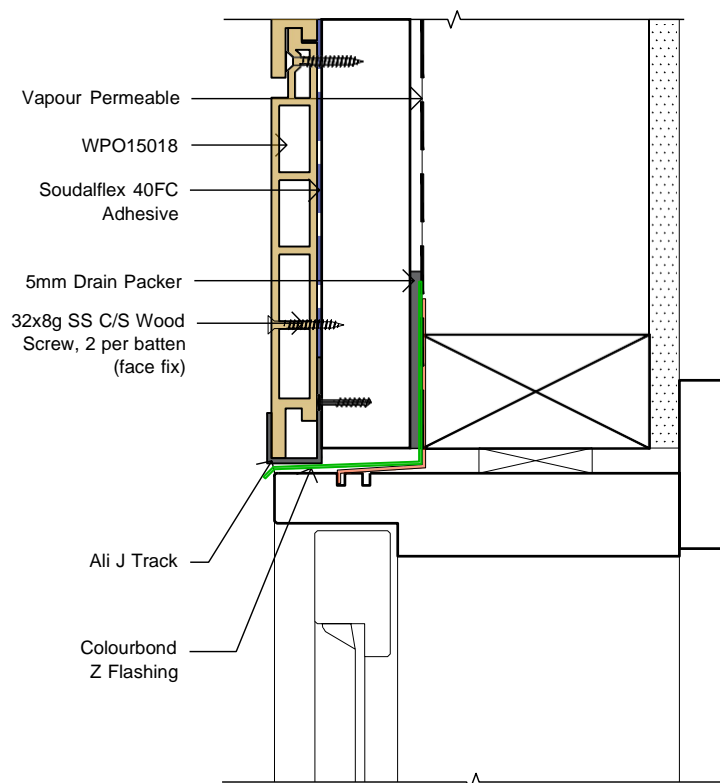 Vapour Permeable
WPO15018
Soudalflex 40FC
Adhesive
5mm Drain Packer
32x8g SS C/S Wood
Screw, 2 per batten
(face fix)
Ali J Track
Colourbond
Z Flashing